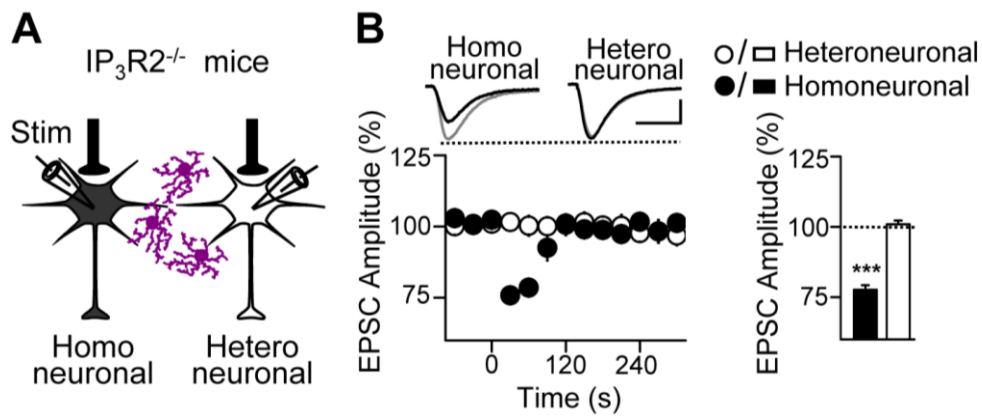 A
IP₃R2⁻/⁻ mice
Stim
Homo
neuronal
Hetero
neuronal
B
Homo
neuronal
Hetero
neuronal
○/▭ Heteroneuronal
●/■ Homoneuronal
EPSC Amplitude (%)
125
100
75
0
120
240
Time (s)
EPSC Amplitude (%)
125
100
75
***